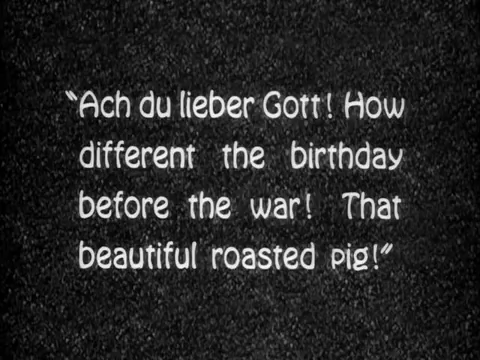 "Ach du lieber Gott! How
different the birthday
before the war! That
beautiful roasted pig!"